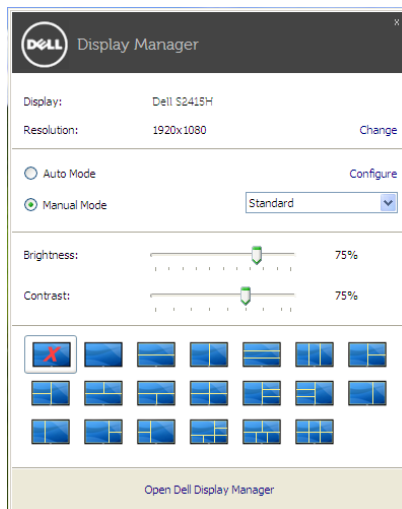 x
DELL Display Manager
Display: Dell S2415H
Resolution: 1920x1080 Change
Auto Mode Configure
Manual Mode Standard
Brightness: 75%
Contrast: 75%
X
Open Dell Display Manager